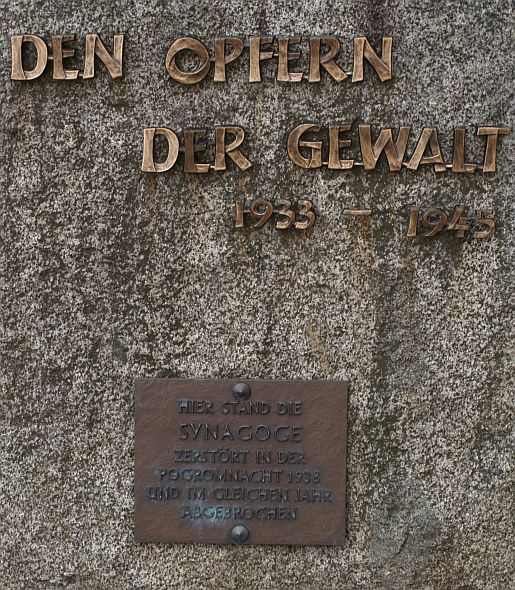 DEN OPFERN
DER GEWALT
1933 – 1945
HIER STAND DIE
SYNAGOGE
ZERSTÖRT IN DER
POGROMNACHT 1938
UND IM GLEICHEN JAHR
ABGEBROCHEN